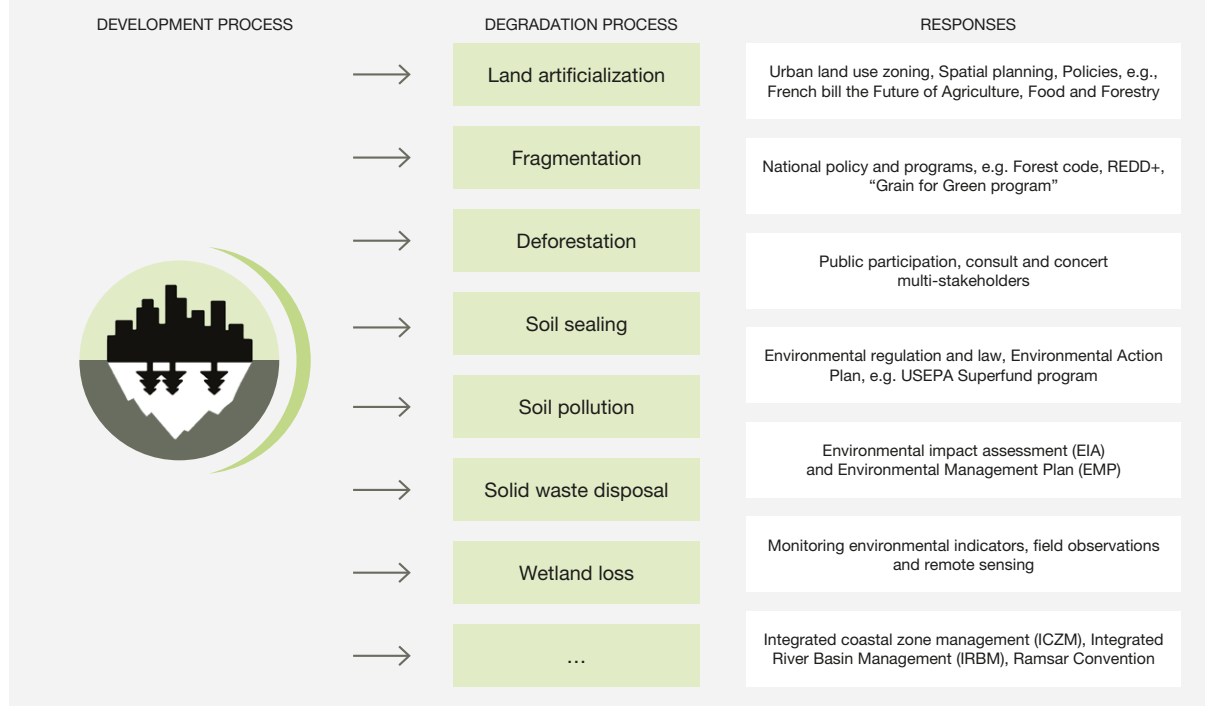 DEVELOPMENT PROCESS
DEGRADATION PROCESS
RESPONSES
Land artificialization
Fragmentation
Deforestation
Soil sealing
Soil pollution
Solid waste disposal
Wetland loss
...
Urban land use zoning, Spatial planning, Policies, e.g.,
French bill the Future of Agriculture, Food and Forestry
National policy and programs, e.g. Forest code, REDD+,
“Grain for Green program”
Public participation, consult and concert
multi-stakeholders
Environmental regulation and law, Environmental Action
Plan, e.g. USEPA Superfund program
Environmental impact assessment (EIA)
and Environmental Management Plan (EMP)
Monitoring environmental indicators, field observations
and remote sensing
Integrated coastal zone management (ICZM), Integrated
River Basin Management (IRBM), Ramsar Convention